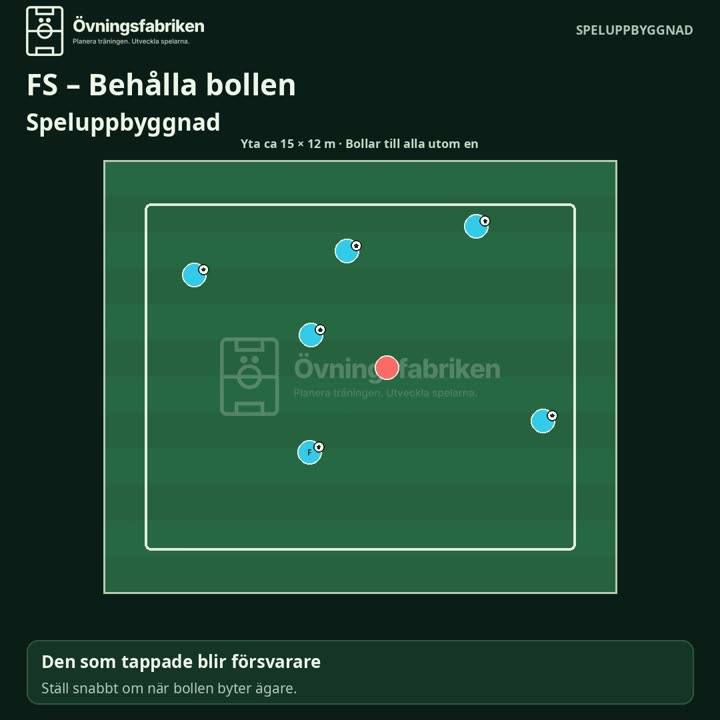 Övningsfabriken
Planera träningen. Utveckla spelarna.
SPELUPPBYGGNAD
FS – Behålla bollen
Speluppbyggnad
Yta ca 15 × 12 m · Bollar till alla utom en
Övningsfabriken
Planera träningen. Utveckla spelarna.
F
Den som tappade blir försvarare
Ställ snabbt om när bollen byter ägare.